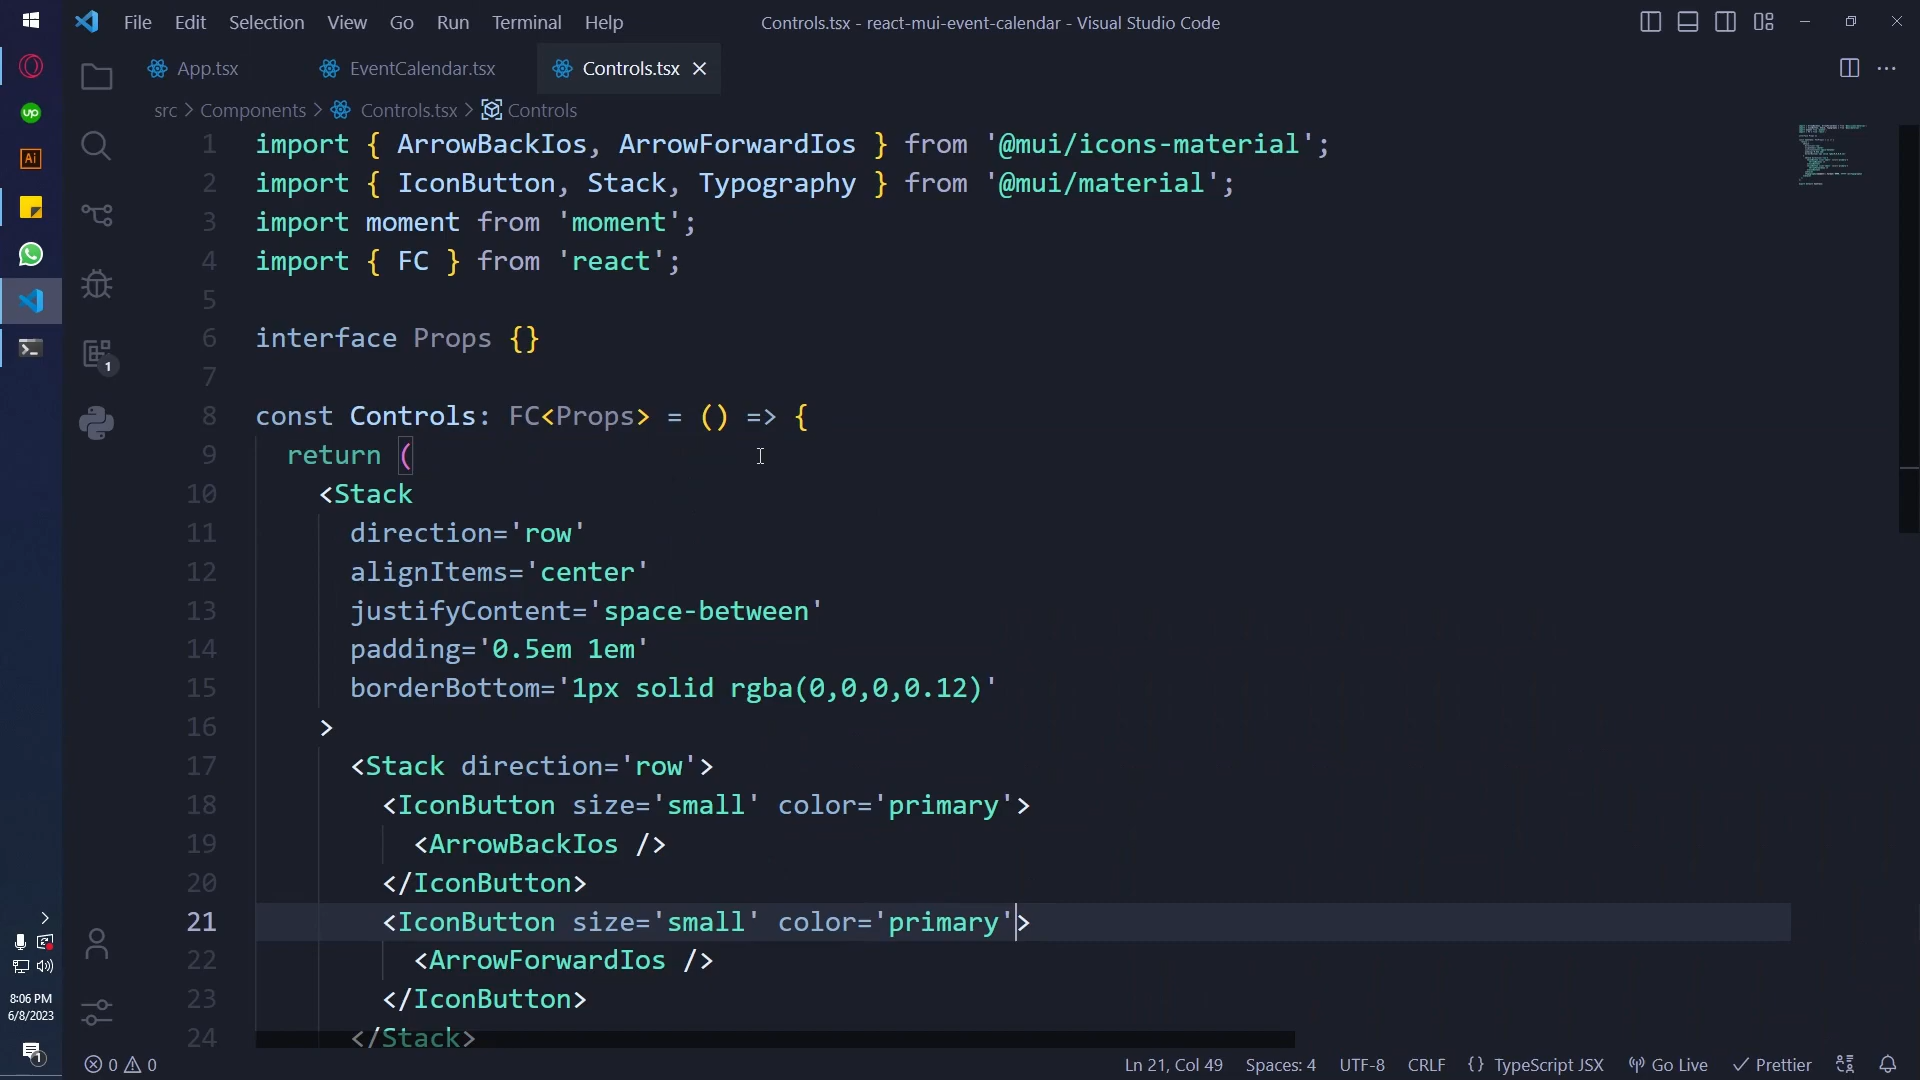 File Edit Selection View Go Run Terminal Help
Controls.tsx - react-mui-event-calendar - Visual Studio Code
App.tsx EventCalendar.tsx Controls.tsx
src > Components > Controls.tsx > Controls
1 import { ArrowBackIos, ArrowForwardIos } from '@mui/icons-material';
2 import { IconButton, Stack, Typography } from '@mui/material';
3 import moment from 'moment';
4 import { FC } from 'react';
5
6 interface Props {}
7
8 const Controls: FC<Props> = () => {
9 return (
10 <Stack
11 direction='row'
12 alignItems='center'
13 justifyContent='space-between'
14 padding='0.5em 1em'
15 borderBottom='1px solid rgba(0,0,0,0.12)'
16 >
17 <Stack direction='row'>
18 <IconButton size='small' color='primary'>
19 <ArrowBackIos />
20 </IconButton>
21 <IconButton size='small' color='primary'>
22 <ArrowForwardIos />
23 </IconButton>
24 </Stack>
up
Ai
1
8:06 PM
6/8/2023
1
0 0
Ln 21, Col 49 Spaces: 4 UTF-8 CRLF {} TypeScript JSX Go Live Prettier